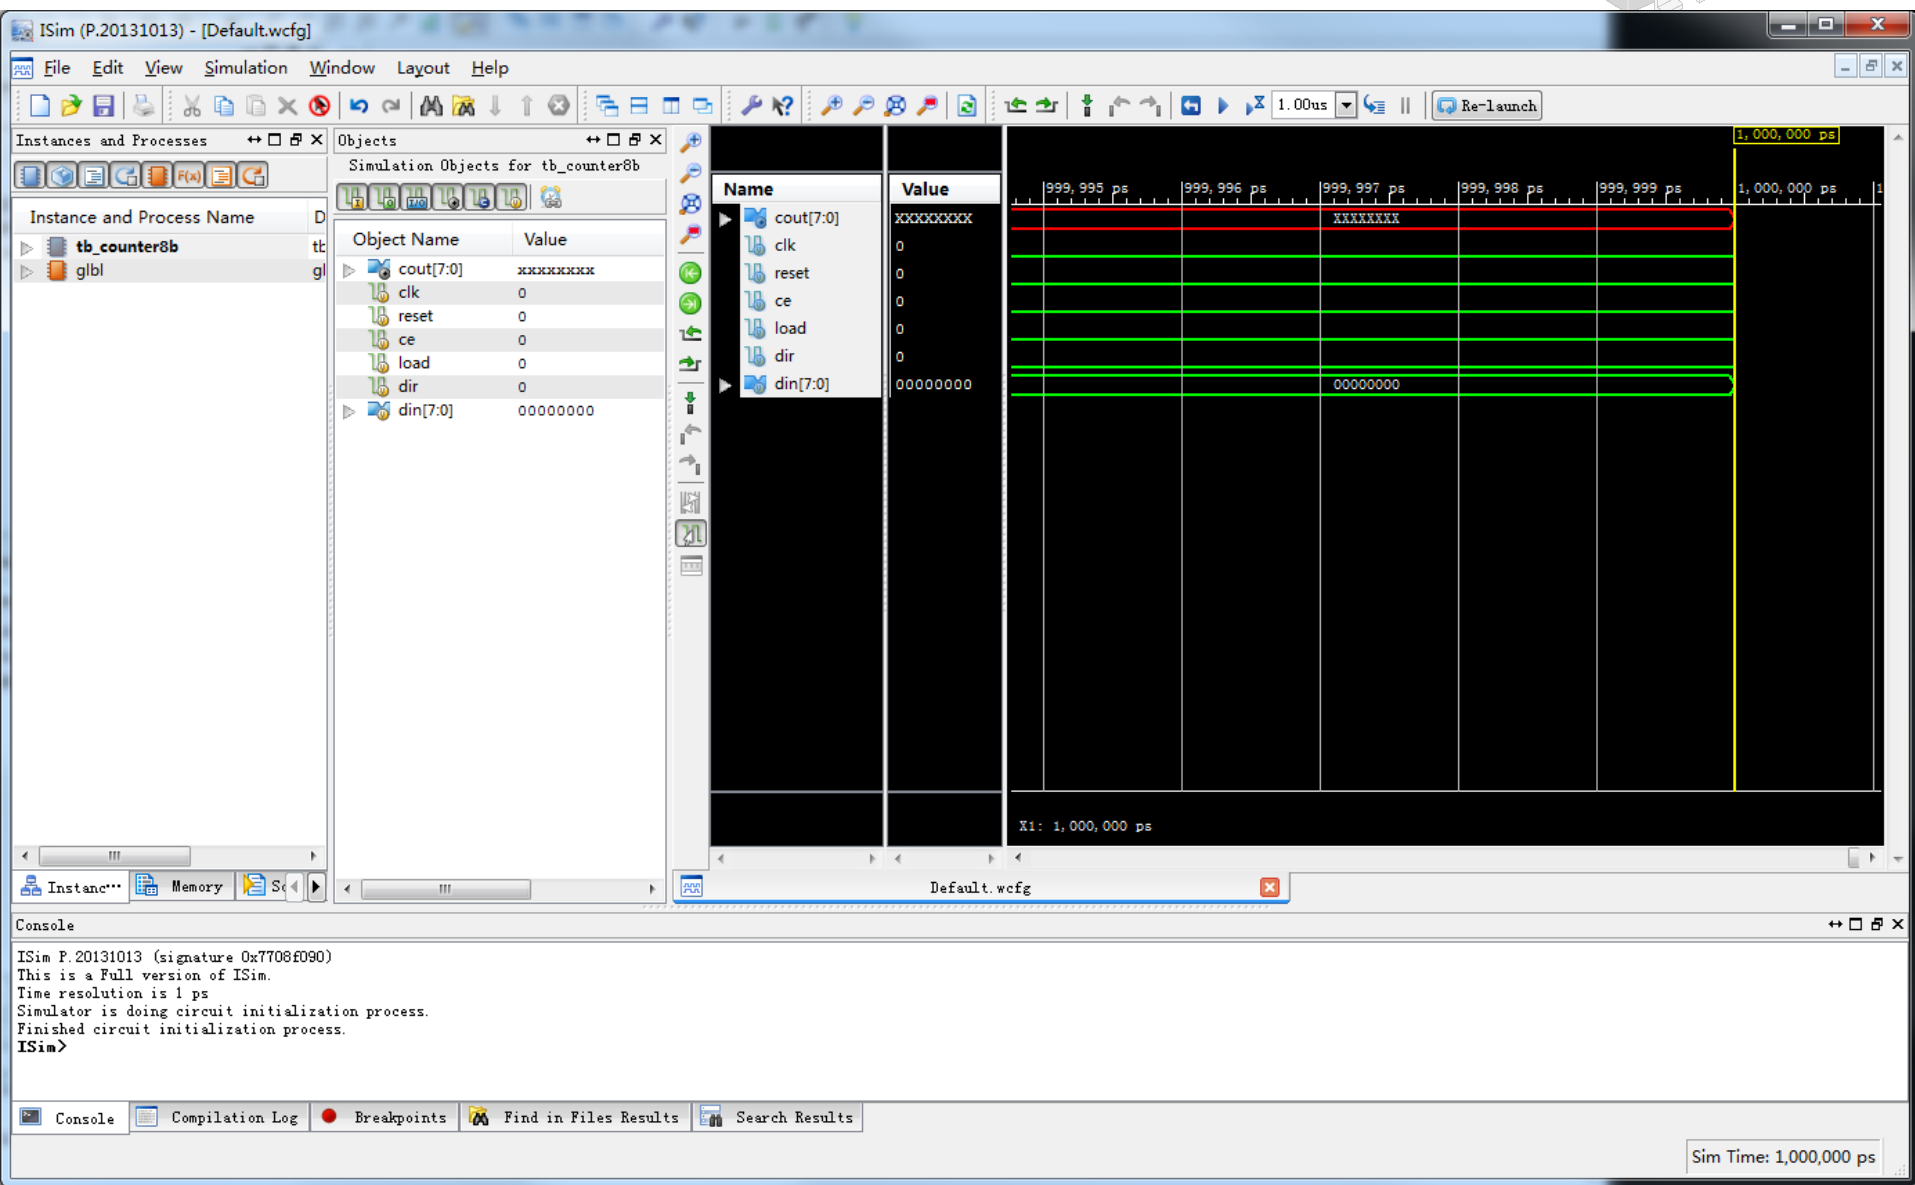 ISim (P.20131013) - [Default.wcfg]
File Edit View Simulation Window Layout Help
1.00us Re-launch
Instances and Processes
Instance and Process Name D
tb_counter8b tb
glbl gl
Instanc... Memory So
Objects
Simulation Objects for tb_counter8b
Object Name Value
cout[7:0] xxxxxxxx
clk 0
reset 0
ce 0
load 0
dir 0
din[7:0] 00000000
1,000,000 ps
Name Value 999,995 ps 999,996 ps 999,997 ps 999,998 ps 999,999 ps 1,000,000 ps 1
cout[7:0] XXXXXXXX XXXXXXXX
clk 0
reset 0
ce 0
load 0
dir 0
din[7:0] 00000000 00000000
X1: 1,000,000 ps
Default.wcfg
Console
ISim P.20131013 (signature 0x7708f090)
This is a Full version of ISim.
Time resolution is 1 ps
Simulator is doing circuit initialization process.
Finished circuit initialization process.
ISim>
Console Compilation Log Breakpoints Find in Files Results Search Results
Sim Time: 1,000,000 ps